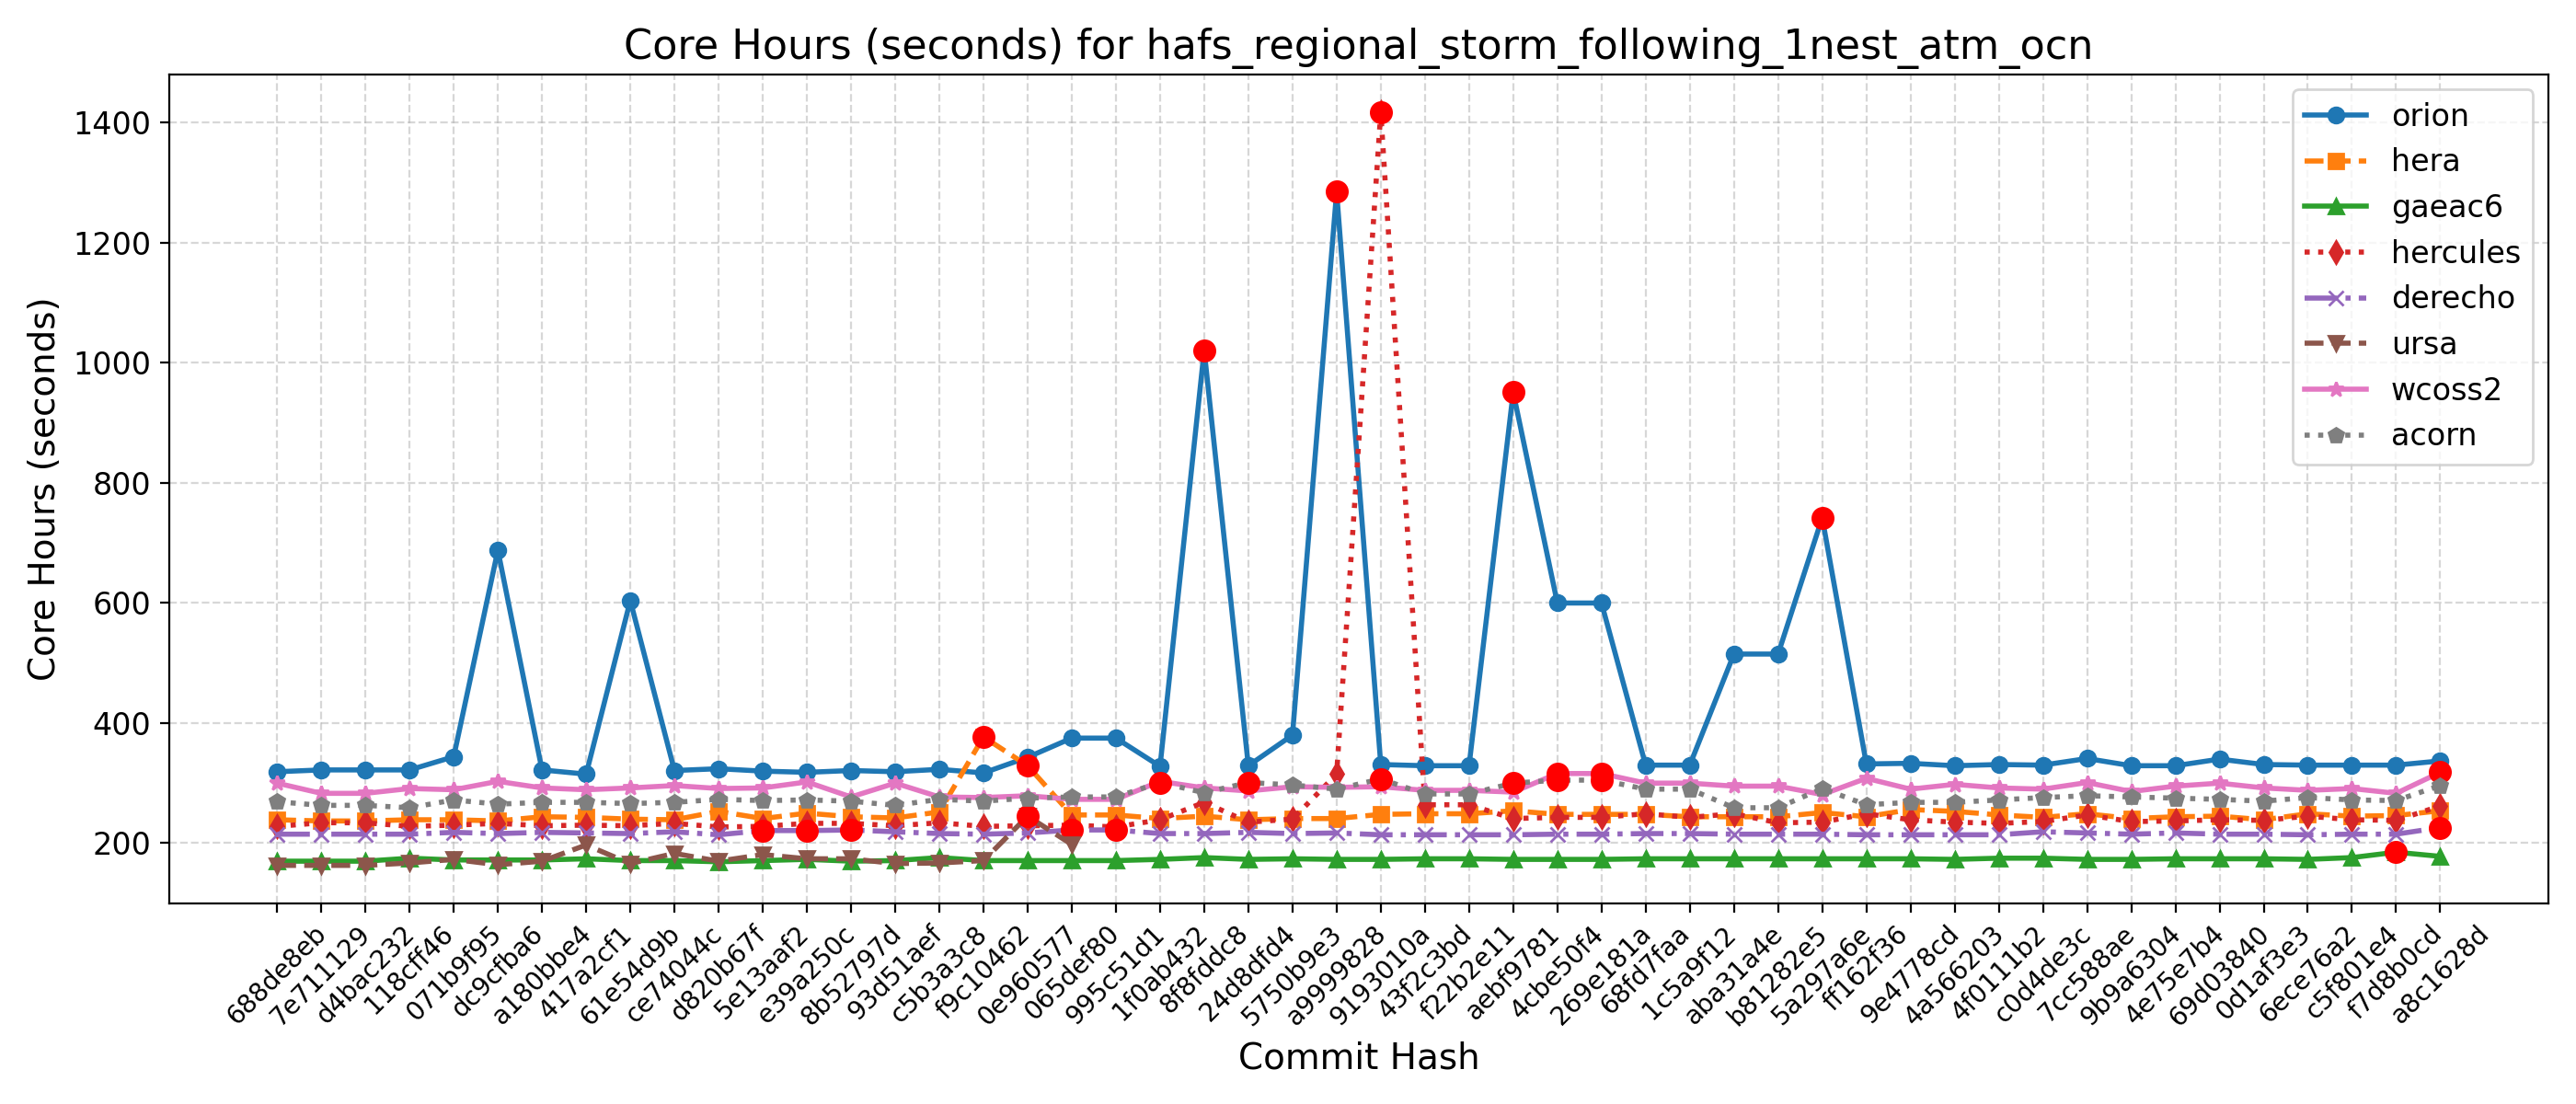 Core Hours (seconds) for hafs_regional_storm_following_1nest_atm_ocn
Core Hours (seconds)
1400
1200
1000
800
600
400
200
orion
hera
gaeac6
hercules
derecho
ursa
wcoss2
acorn
688de8eb
7e711129
d4bac232
118cff46
071b9f95
dc9cfba6
a180bbe4
417a2cf1
61e54d9b
ce74044c
d820b67f
5e13aaf2
e39a250c
8b52797d
93d51aef
c5b3a3c8
f9c10462
0e960577
065def80
995c51d1
1f0ab432
8f8fddc8
24d8dfd4
5750b9e3
a9999828
9193010a
43f2c3bd
f22b2e11
aebf9781
4cbe50f4
269e181a
68fd7faa
1c5a9f12
aba31a4e
b81282e5
5a297a6e
ff162f36
9e4778cd
4a566203
4f0111b2
c0d4de3c
7cc588ae
9b9a6304
4e75e7b4
69d03840
0d1af3e3
6ece76a2
c5f801e4
f7d8b0cd
a8c1628d
Commit Hash